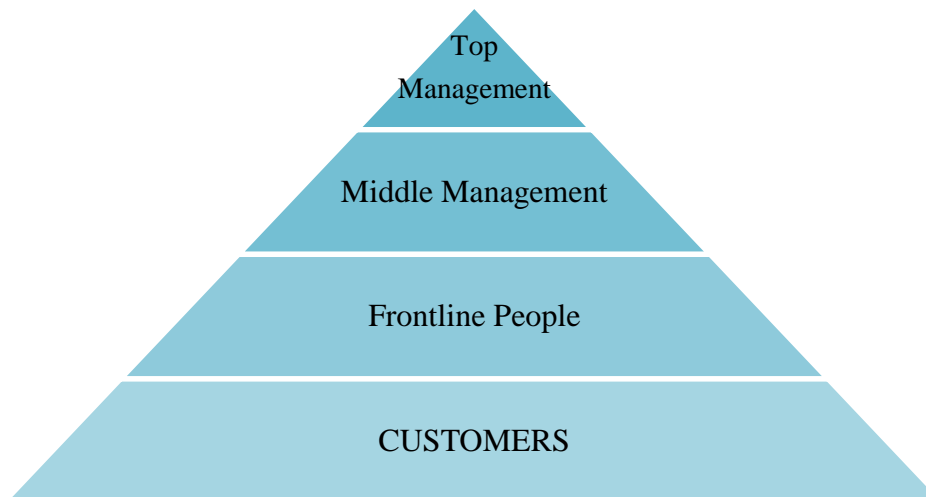 Top
Management
Middle Management
Frontline People
CUSTOMERS